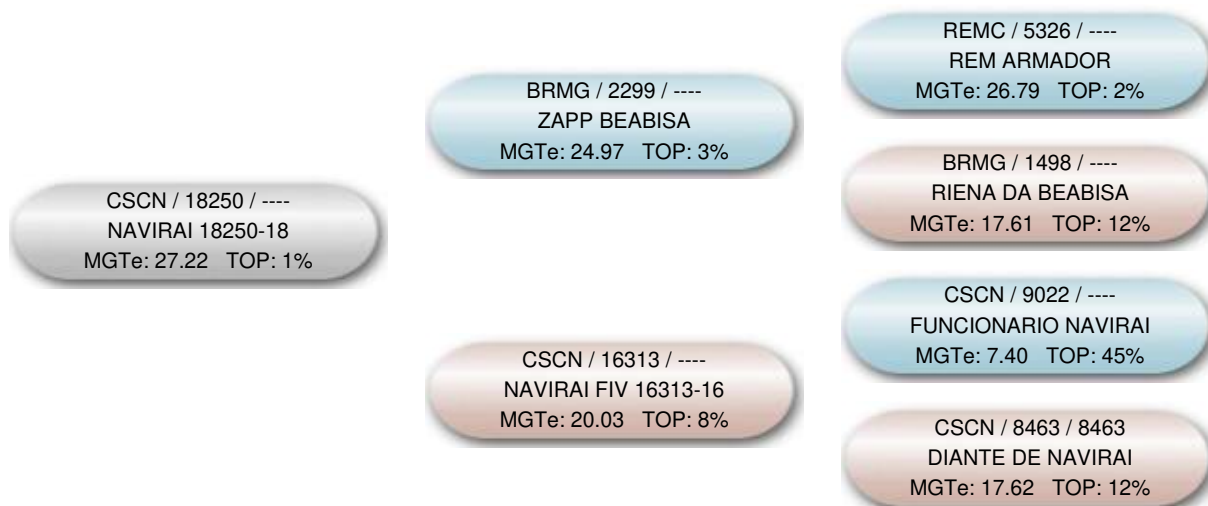 REMC / 5326 / ----
REM ARMADOR
MGTe: 26.79 TOP: 2%
BRMG / 2299 / ----
ZAPP BEABISA
MGTe: 24.97 TOP: 3%
BRMG / 1498 / ----
RIENA DA BEABISA
MGTe: 17.61 TOP: 12%
CSCN / 18250 / ----
NAVIRAI 18250-18
MGTe: 27.22 TOP: 1%
CSCN / 9022 / ----
FUNCIONARIO NAVIRAI
MGTe: 7.40 TOP: 45%
CSCN / 16313 / ----
NAVIRAI FIV 16313-16
MGTe: 20.03 TOP: 8%
CSCN / 8463 / 8463
DIANTE DE NAVIRAI
MGTe: 17.62 TOP: 12%